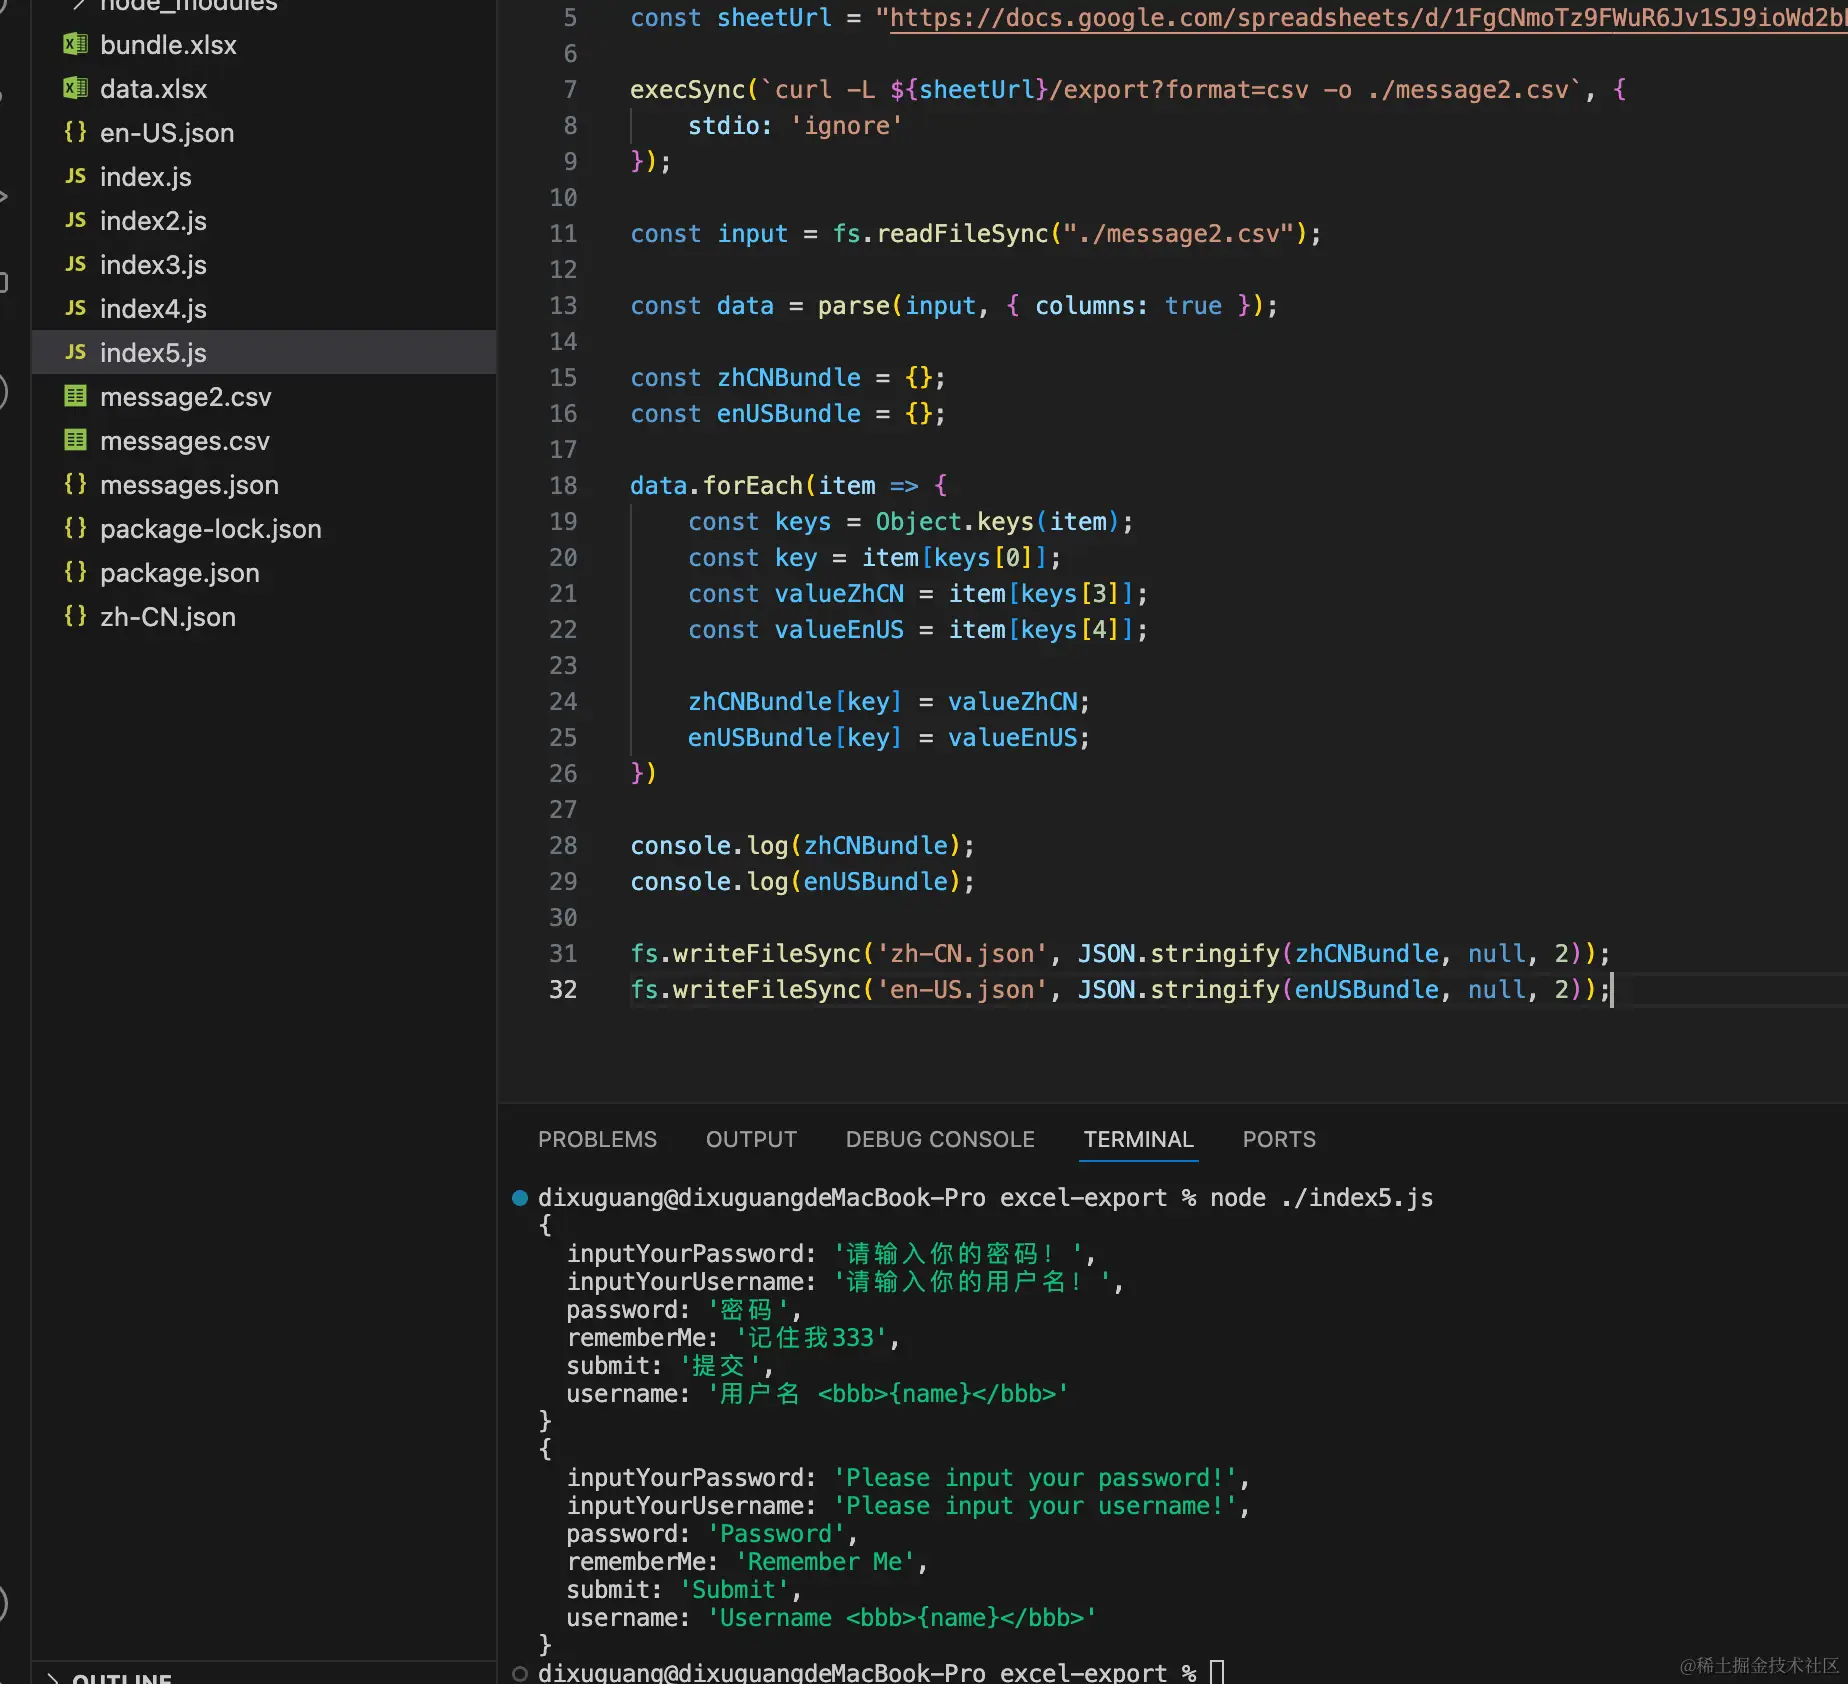 node_modules
bundle.xlsx
data.xlsx
{} en-US.json
JS index.js
JS index2.js
JS index3.js
JS index4.js
JS index5.js
message2.csv
messages.csv
{} messages.json
{} package-lock.json
{} package.json
{} zh-CN.json
OUTLINE
5 const sheetUrl = "https://docs.google.com/spreadsheets/d/1FgCNmoTz9FWuR6Jv1SJ9ioWd2b
6
7 execSync(`curl -L ${sheetUrl}/export?format=csv -o ./message2.csv`, {
8 stdio: 'ignore'
9 });
10
11 const input = fs.readFileSync("./message2.csv");
12
13 const data = parse(input, { columns: true });
14
15 const zhCNBundle = {};
16 const enUSBundle = {};
17
18 data.forEach(item => {
19 const keys = Object.keys(item);
20 const key = item[keys[0]];
21 const valueZhCN = item[keys[3]];
22 const valueEnUS = item[keys[4]];
23
24 zhCNBundle[key] = valueZhCN;
25 enUSBundle[key] = valueEnUS;
26 })
27
28 console.log(zhCNBundle);
29 console.log(enUSBundle);
30
31 fs.writeFileSync('zh-CN.json', JSON.stringify(zhCNBundle, null, 2));
32 fs.writeFileSync('en-US.json', JSON.stringify(enUSBundle, null, 2));
PROBLEMS OUTPUT DEBUG CONSOLE TERMINAL PORTS
dixuguang@dixuguangdeMacBook-Pro excel-export % node ./index5.js
{
inputYourPassword: '请输入你的密码！',
inputYourUsername: '请输入你的用户名！',
password: '密码',
rememberMe: '记住我333',
submit: '提交',
username: '用户名 <bbb>{name}</bbb>'
}
{
inputYourPassword: 'Please input your password!',
inputYourUsername: 'Please input your username!',
password: 'Password',
rememberMe: 'Remember Me',
submit: 'Submit',
username: 'Username <bbb>{name}</bbb>'
}
dixuguang@dixuguangdeMacBook-Pro excel-export %
@稀土掘金技术社区